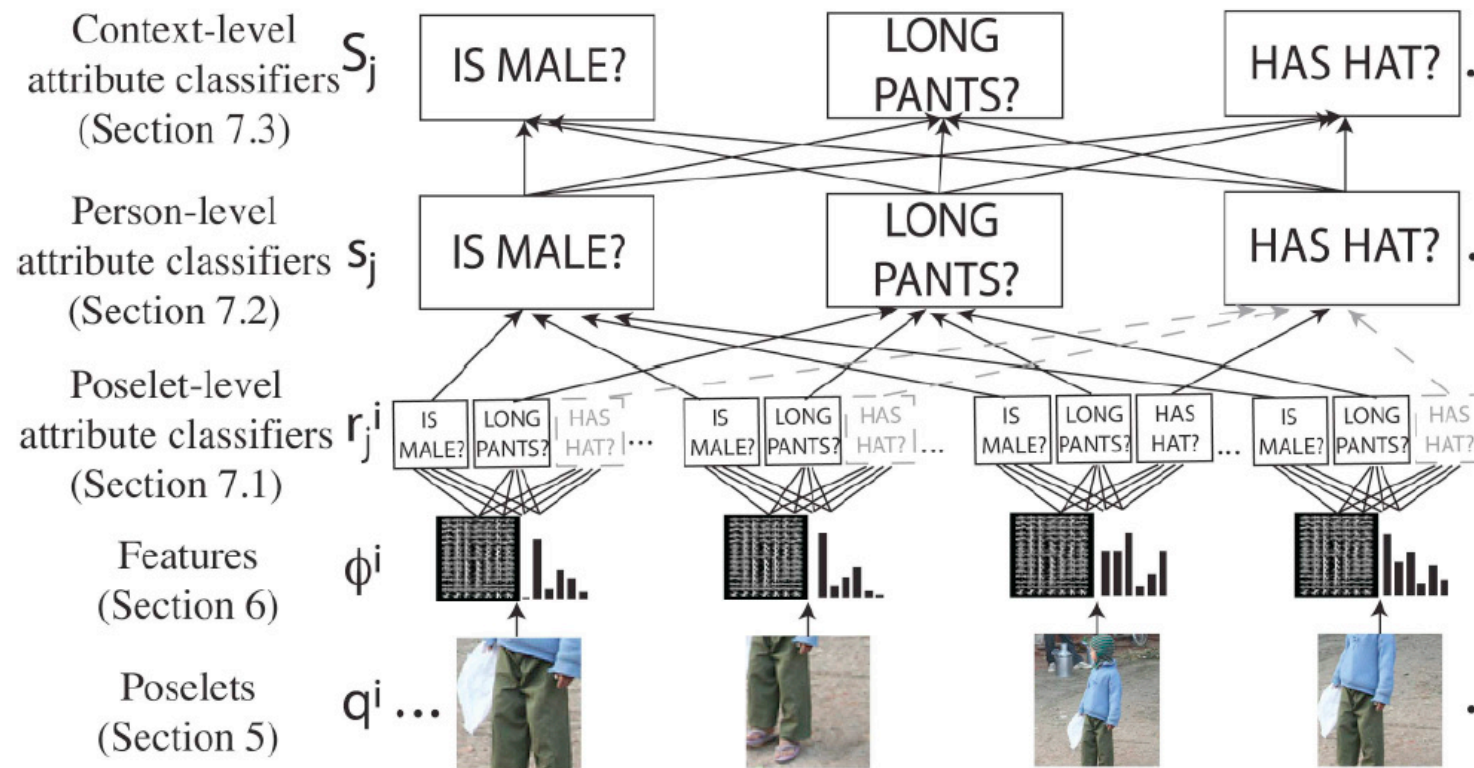 Context-level
attribute classifiers
(Section 7.3)
Sj
IS MALE?
LONG
PANTS?
HAS HAT?
.
Person-level
attribute classifiers
(Section 7.2)
sj
IS MALE?
LONG
PANTS?
HAS HAT?
.
Poselet-level
attribute classifiers
(Section 7.1)
rji
IS
MALE?
LONG
PANTS?
HAS
HAT?
...
IS
MALE?
LONG
PANTS?
HAS
HAT?
...
IS
MALE?
LONG
PANTS?
HAS
HAT?
...
IS
MALE?
LONG
PANTS?
HAS
HAT?
Features
(Section 6)
ϕi
Poselets
(Section 5)
qi ...
.